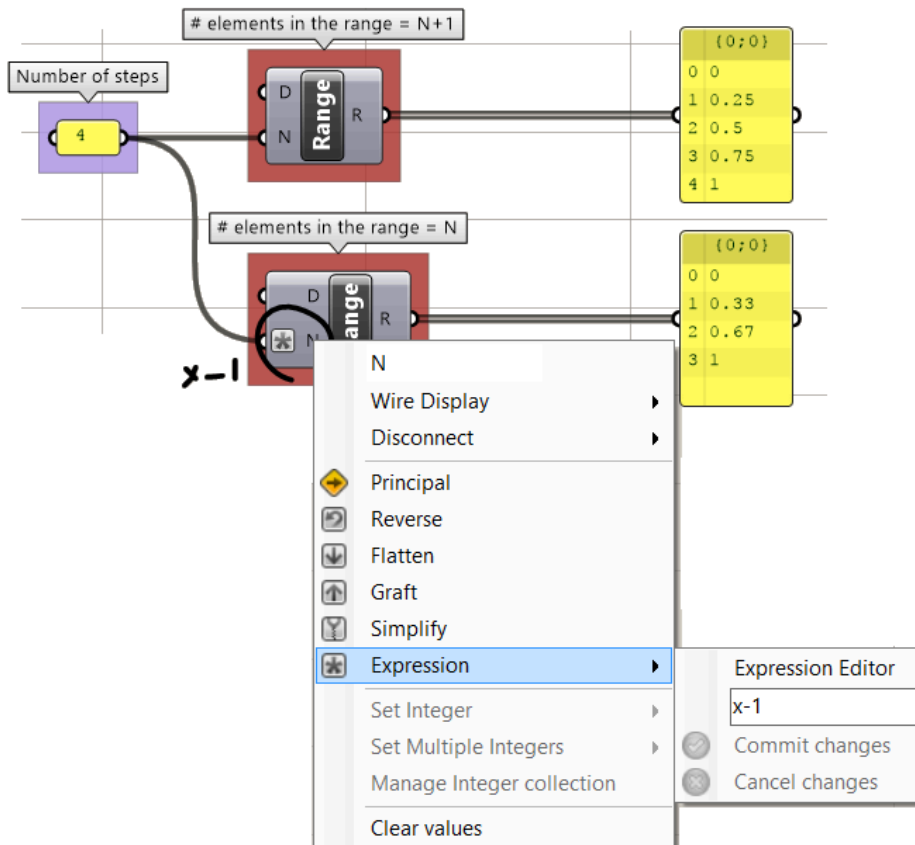 # elements in the range = N+1
Number of steps
4
D
N
Range
R
{0;0}
0 0
1 0.25
2 0.5
3 0.75
4 1
# elements in the range = N
D
N
ange
R
{0;0}
0 0
1 0.33
2 0.67
3 1
x-1
N
Wire Display
Disconnect
Principal
Reverse
Flatten
Graft
Simplify
Expression
Set Integer
Set Multiple Integers
Manage Integer collection
Clear values
Expression Editor
x-1
Commit changes
Cancel changes